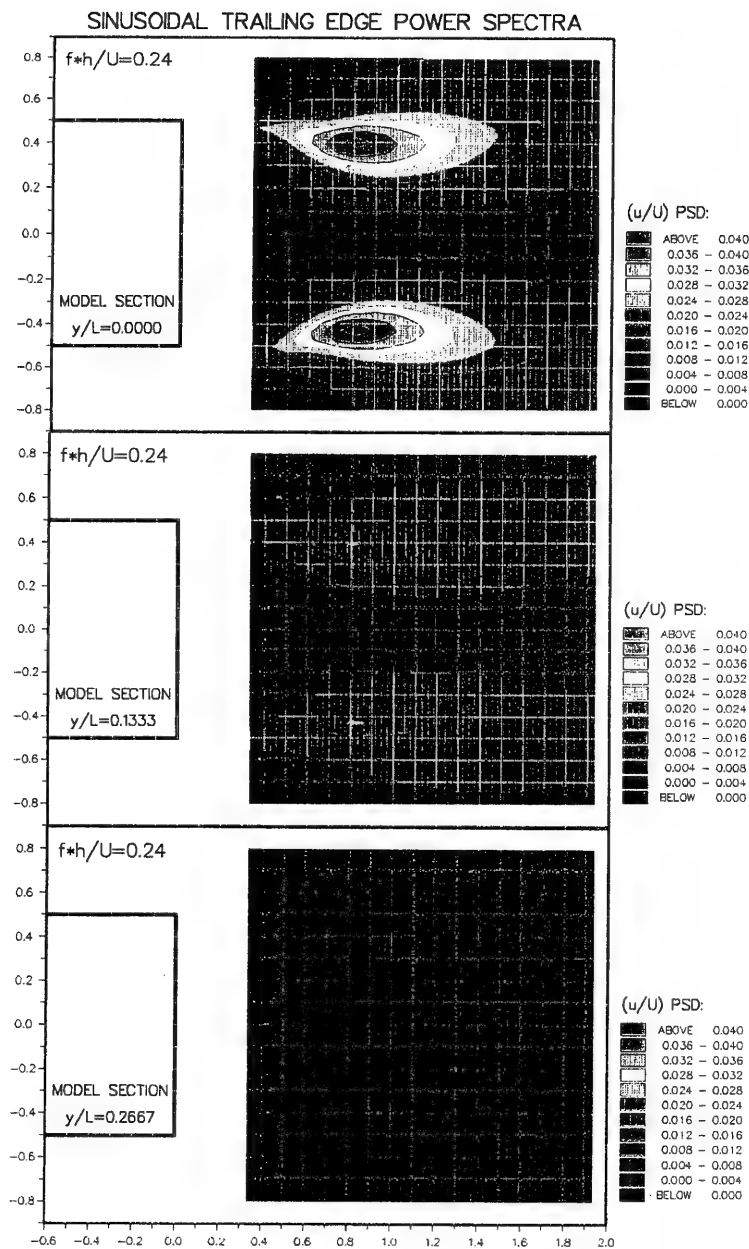 SINUSOIDAL TRAILING EDGE POWER SPECTRA
f*h/U=0.24
0.8
0.6
0.4
0.2
0.0
-0.2
-0.4
-0.6
-0.8
MODEL SECTION
y/L=0.0000
(u/U) PSD:
ABOVE 0.040
0.036 - 0.040
0.032 - 0.036
0.028 - 0.032
0.024 - 0.028
0.020 - 0.024
0.016 - 0.020
0.012 - 0.016
0.008 - 0.012
0.004 - 0.008
0.000 - 0.004
BELOW 0.000
f*h/U=0.24
0.8
0.6
0.4
0.2
0.0
-0.2
-0.4
-0.6
-0.8
MODEL SECTION
y/L=0.1333
(u/U) PSD:
ABOVE 0.040
0.036 - 0.040
0.032 - 0.036
0.028 - 0.032
0.024 - 0.028
0.020 - 0.024
0.016 - 0.020
0.012 - 0.016
0.008 - 0.012
0.004 - 0.008
0.000 - 0.004
BELOW 0.000
f*h/U=0.24
0.8
0.6
0.4
0.2
0.0
-0.2
-0.4
-0.6
-0.8
MODEL SECTION
y/L=0.2667
(u/U) PSD:
ABOVE 0.040
0.036 - 0.040
0.032 - 0.036
0.028 - 0.032
0.024 - 0.028
0.020 - 0.024
0.016 - 0.020
0.012 - 0.016
0.008 - 0.012
0.004 - 0.008
0.000 - 0.004
BELOW 0.000
-0.6 -0.4 -0.2 0.0 0.2 0.4 0.6 0.8 1.0 1.2 1.4 1.6 1.8 2.0